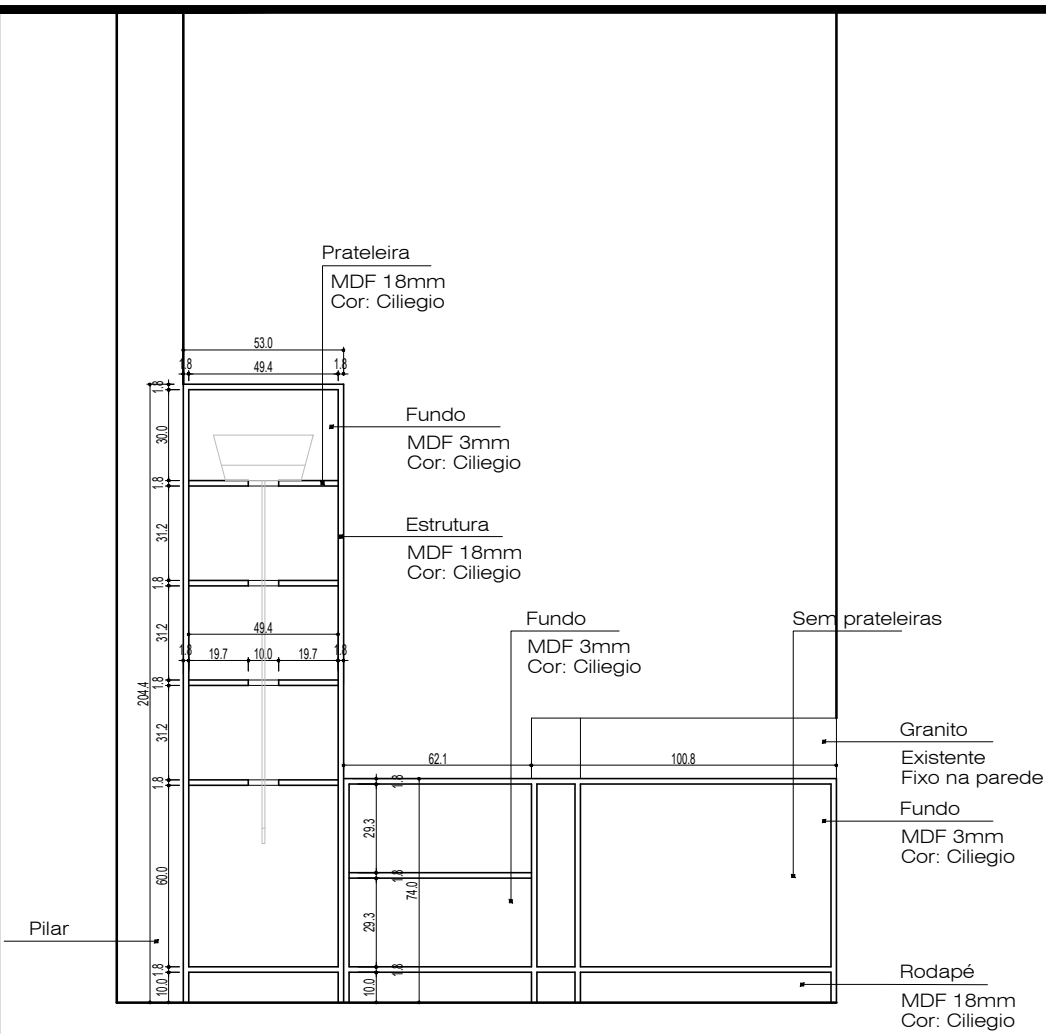 Prateleira
MDF 18mm
Cor: Ciliegio
53.0
1.8
49.4
1.8
1.8
30.0
Fundo
MDF 3mm
Cor: Ciliegio
1.8
31.2
Estrutura
MDF 18mm
Cor: Ciliegio
1.8
31.2
49.4
1.8
19.7
10.0
19.7
1.8
Fundo
MDF 3mm
Cor: Ciliegio
Sem prateleiras
204.4
1.8
31.2
Granito
Existente
Fixo na parede
62.1
100.8
1.8
1.8
29.3
Fundo
MDF 3mm
Cor: Ciliegio
60.0
1.8
74.0
29.3
Pilar
1.8
1.8
10.0
10.0
Rodapé
MDF 18mm
Cor: Ciliegio